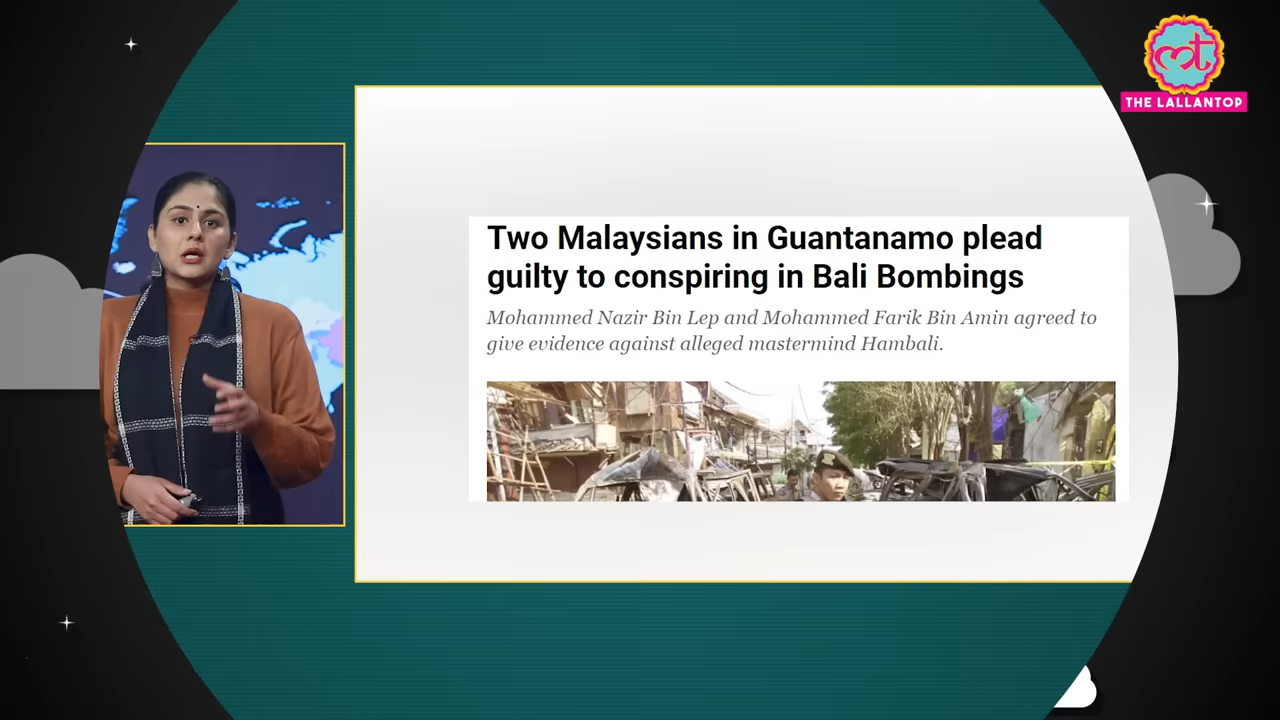 THE LALLANTOP
Two Malaysians in Guantanamo plead
guilty to conspiring in Bali Bombings
Mohammed Nazir Bin Lep and Mohammed Farik Bin Amin agreed to
give evidence against alleged mastermind Hambali.